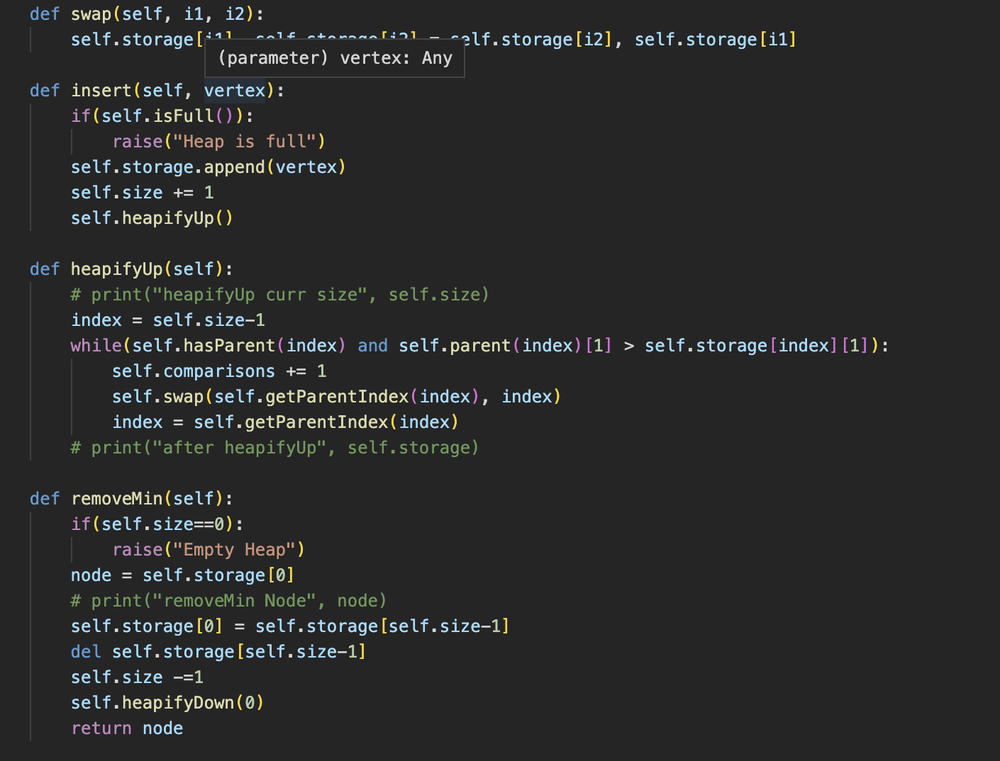 def swap(self, i1, i2):
self.storage[i1], self.storage[i2] = self.storage[i2], self.storage[i1]
(parameter) vertex: Any
def insert(self, vertex):
if(self.isFull()):
raise("Heap is full")
self.storage.append(vertex)
self.size += 1
self.heapifyUp()
def heapifyUp(self):
# print("heapifyUp curr size", self.size)
index = self.size-1
while(self.hasParent(index) and self.parent(index)[1] > self.storage[index][1]):
self.comparisons += 1
self.swap(self.getParentIndex(index), index)
index = self.getParentIndex(index)
# print("after heapifyUp", self.storage)
def removeMin(self):
if(self.size==0):
raise("Empty Heap")
node = self.storage[0]
# print("removeMin Node", node)
self.storage[0] = self.storage[self.size-1]
del self.storage[self.size-1]
self.size -=1
self.heapifyDown(0)
return node